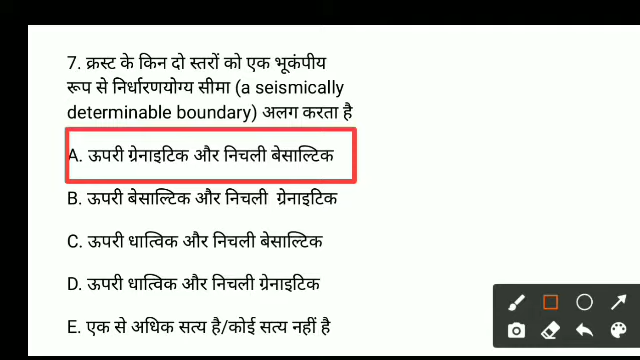 7. क्रस्ट के किन दो स्तरों को एक भूकंपीय
रूप से निर्धारणयोग्य सीमा (a seismically
determinable boundary) अलग करता है
A. ऊपरी ग्रेनाइटिक और निचली बेसाल्टिक
B. ऊपरी बेसाल्टिक और निचली ग्रेनाइटिक
C. ऊपरी धात्विक और निचली बेसाल्टिक
D. ऊपरी धात्विक और निचली ग्रेनाइटिक
E. एक से अधिक सत्य है/कोई सत्य नहीं है